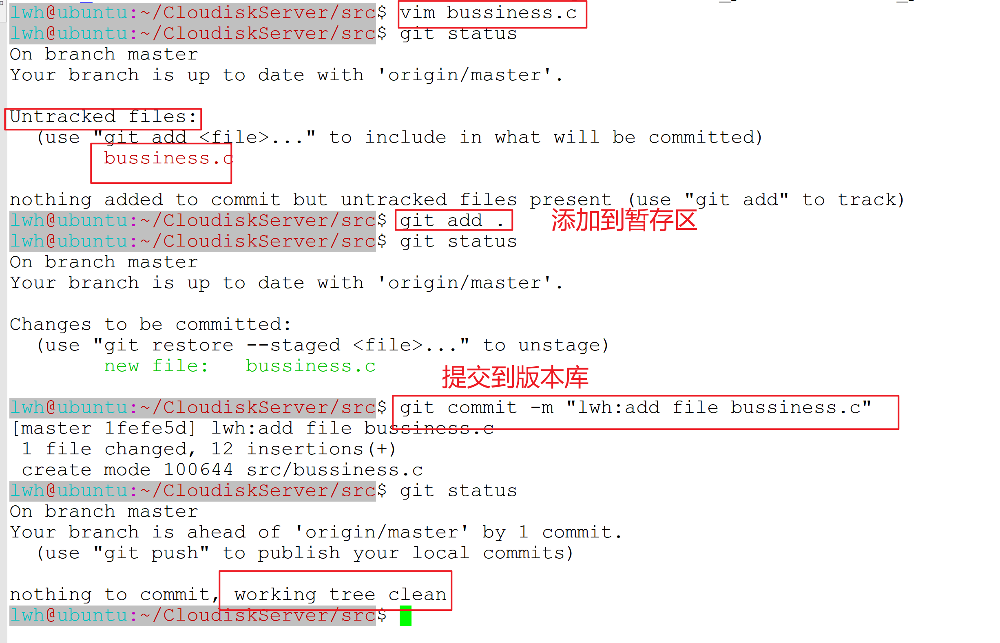 lwh@ubuntu:~/CloudiskServer/src$ vim bussiness.c
lwh@ubuntu:~/CloudiskServer/src$ git status
On branch master
Your branch is up to date with 'origin/master'.
Untracked files:
  (use "git add <file>..." to include in what will be committed)
        bussiness.c
nothing added to commit but untracked files present (use "git add" to track)
lwh@ubuntu:~/CloudiskServer/src$ git add . 添加到暂存区
lwh@ubuntu:~/CloudiskServer/src$ git status
On branch master
Your branch is up to date with 'origin/master'.
Changes to be committed:
  (use "git restore --staged <file>..." to unstage)
        new file:   bussiness.c
提交到版本库
lwh@ubuntu:~/CloudiskServer/src$ git commit -m "lwh:add file bussiness.c"
[master 1fefe5d] lwh:add file bussiness.c
 1 file changed, 12 insertions(+)
 create mode 100644 src/bussiness.c
lwh@ubuntu:~/CloudiskServer/src$ git status
On branch master
Your branch is ahead of 'origin/master' by 1 commit.
  (use "git push" to publish your local commits)
nothing to commit, working tree clean
lwh@ubuntu:~/CloudiskServer/src$